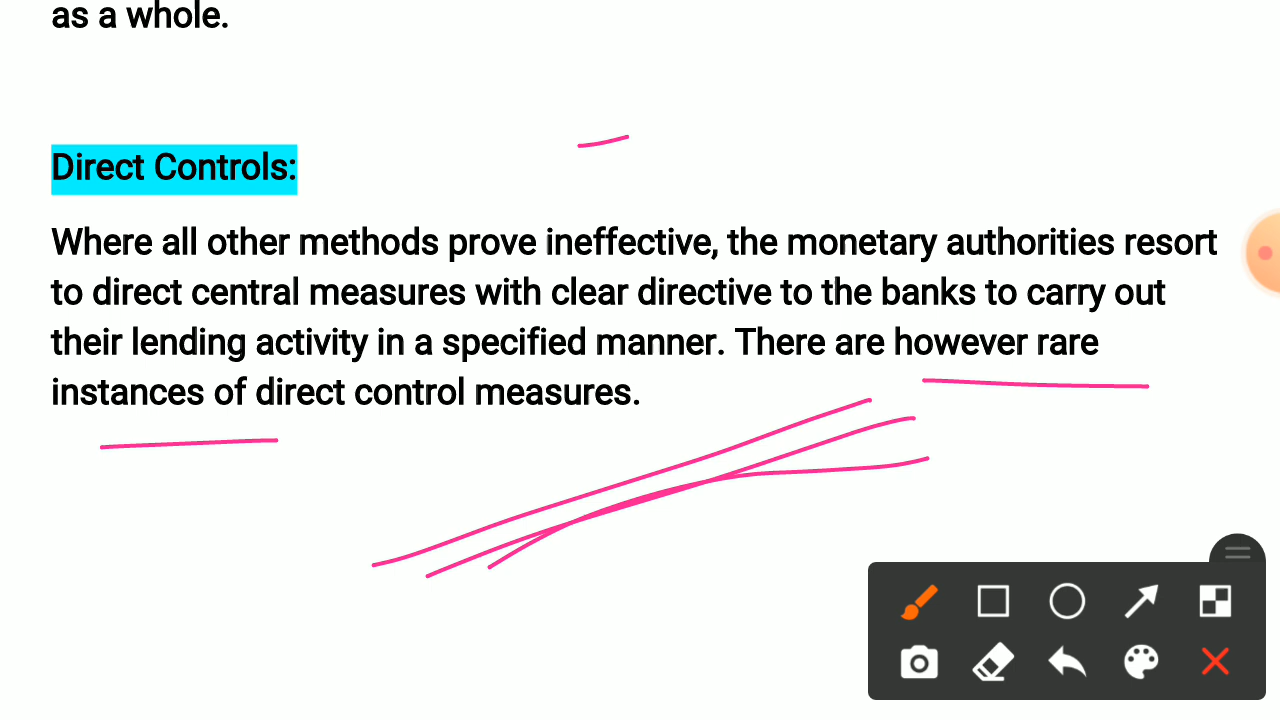 as a whole.
Direct Controls:
Where all other methods prove ineffective, the monetary authorities resort
to direct central measures with clear directive to the banks to carry out
their lending activity in a specified manner. There are however rare
instances of direct control measures.